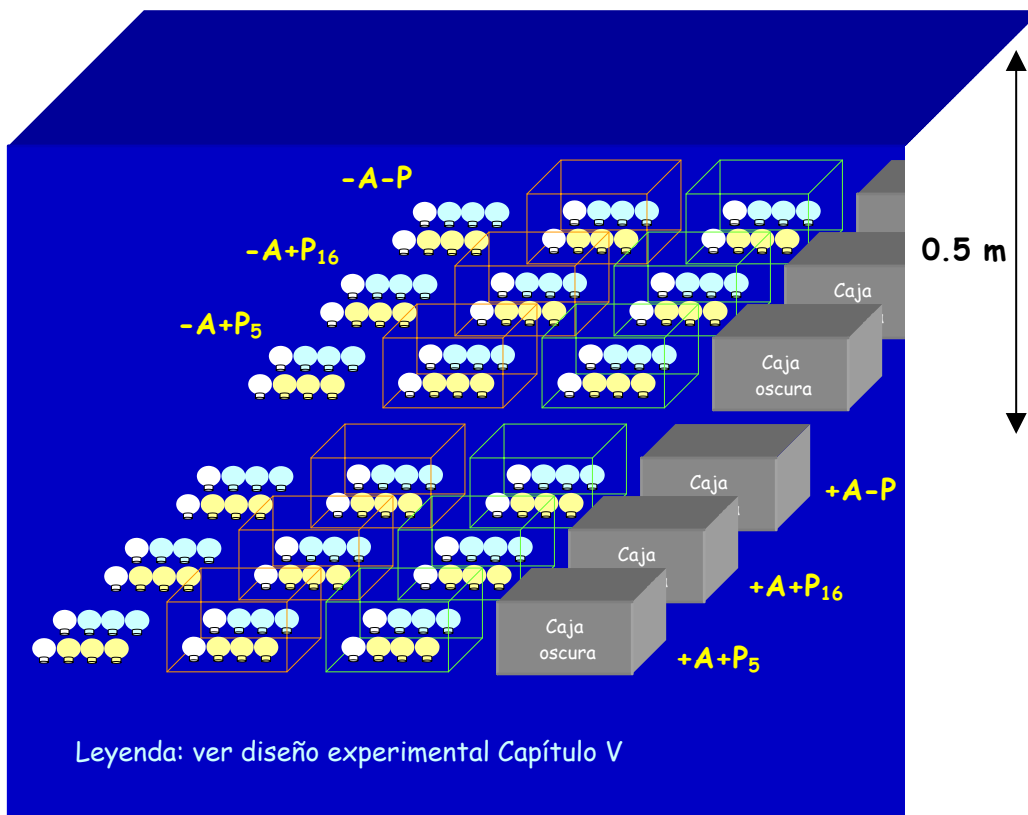 -A-P
-A+P₁₆
0.5 m
-A+P₅
Caja
Caja
oscura
Caja
+A-P
Caja
+A+P₁₆
Caja
oscura
+A+P₅
Leyenda: ver diseño experimental Capítulo V